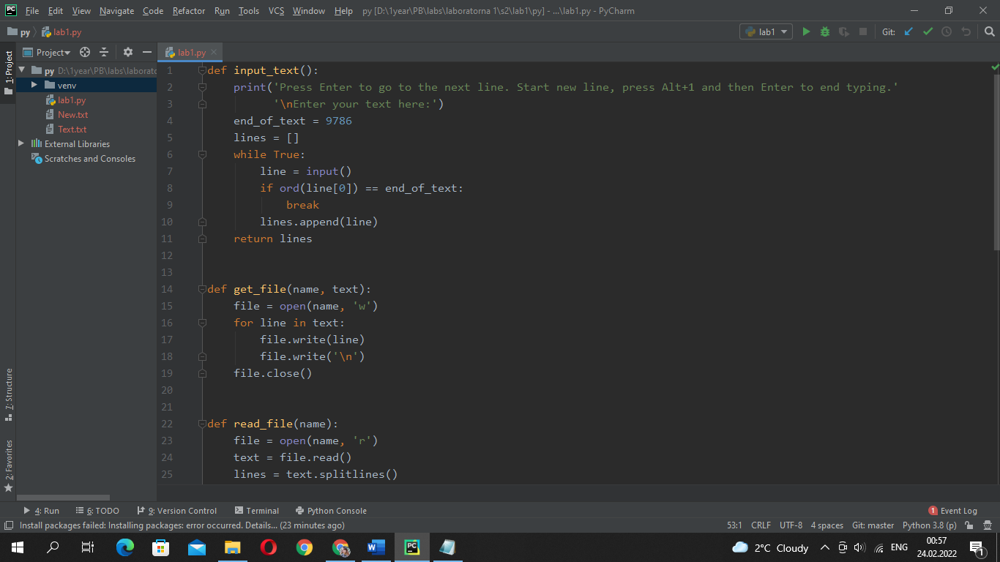 PC File Edit View Navigate Code Refactor Run Tools VCS Window Help py [D:\1year\PB\labs\laboratorna 1\s2\lab1\py] - ...\lab1.py - PyCharm
py lab1.py lab1 Git:
1: Project
Project
lab1.py
py D:\1year\PB\labs\laborato
venv
lab1.py
New.txt
Text.txt
External Libraries
Scratches and Consoles
1 def input_text():
2 print('Press Enter to go to the next line. Start new line, press Alt+1 and then Enter to end typing.'
3 '\nEnter your text here:')
4 end_of_text = 9786
5 lines = []
6 while True:
7 line = input()
8 if ord(line[0]) == end_of_text:
9 break
10 lines.append(line)
11 return lines
12
13
14 def get_file(name, text):
15 file = open(name, 'w')
16 for line in text:
17 file.write(line)
18 file.write('\n')
19 file.close()
20
21
22 def read_file(name):
23 file = open(name, 'r')
24 text = file.read()
25 lines = text.splitlines()
7: Structure
2: Favorites
4: Run 6: TODO 9: Version Control Terminal Python Console 1 Event Log
Install packages failed: Installing packages: error occurred. Details... (23 minutes ago) 53:1 CRLF UTF-8 4 spaces Git: master Python 3.8 (p)
W PC 2°C Cloudy ENG 00:57 1
24.02.2022